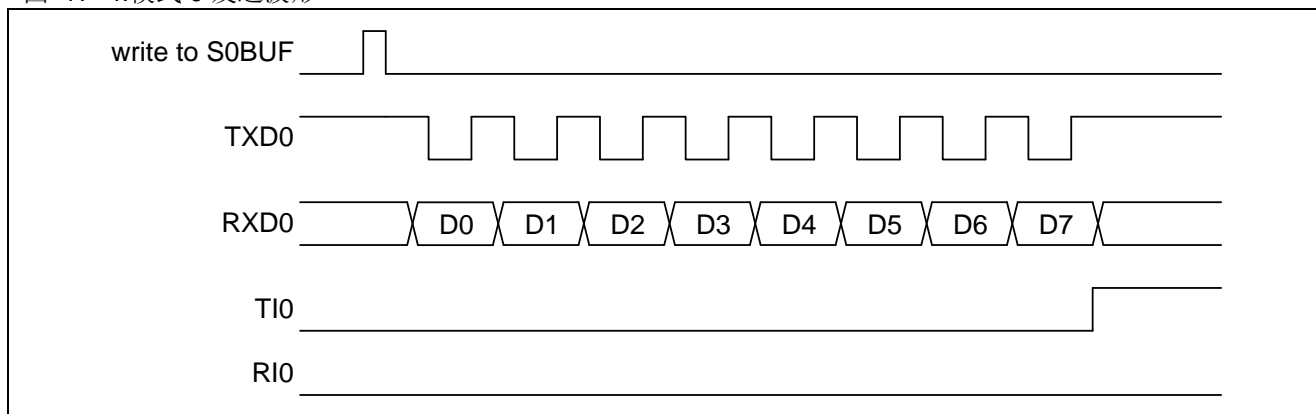 write to S0BUF
TXD0
RXD0 D0 D1 D2 D3 D4 D5 D6 D7
TI0
RI0